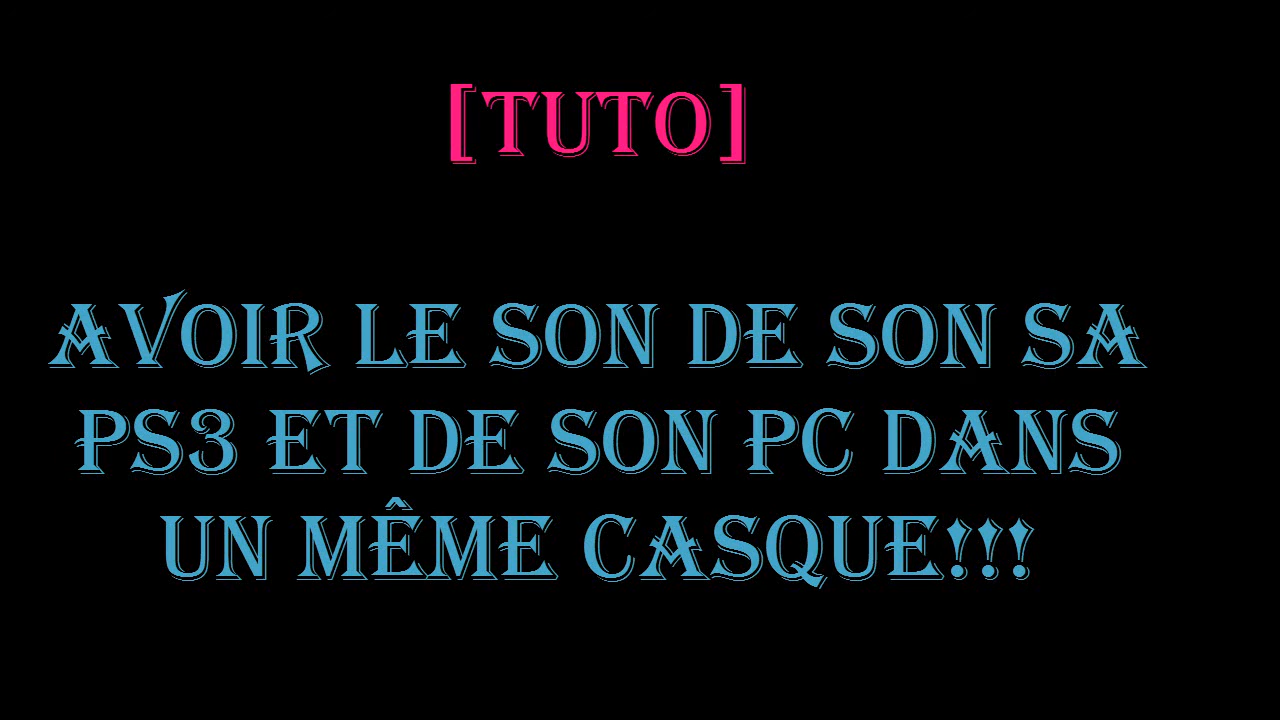 [TUTO]
AVOIR LE SON DE SON SA
PS3 ET DE SON PC DANS
UN MÊME CASQUE!!!